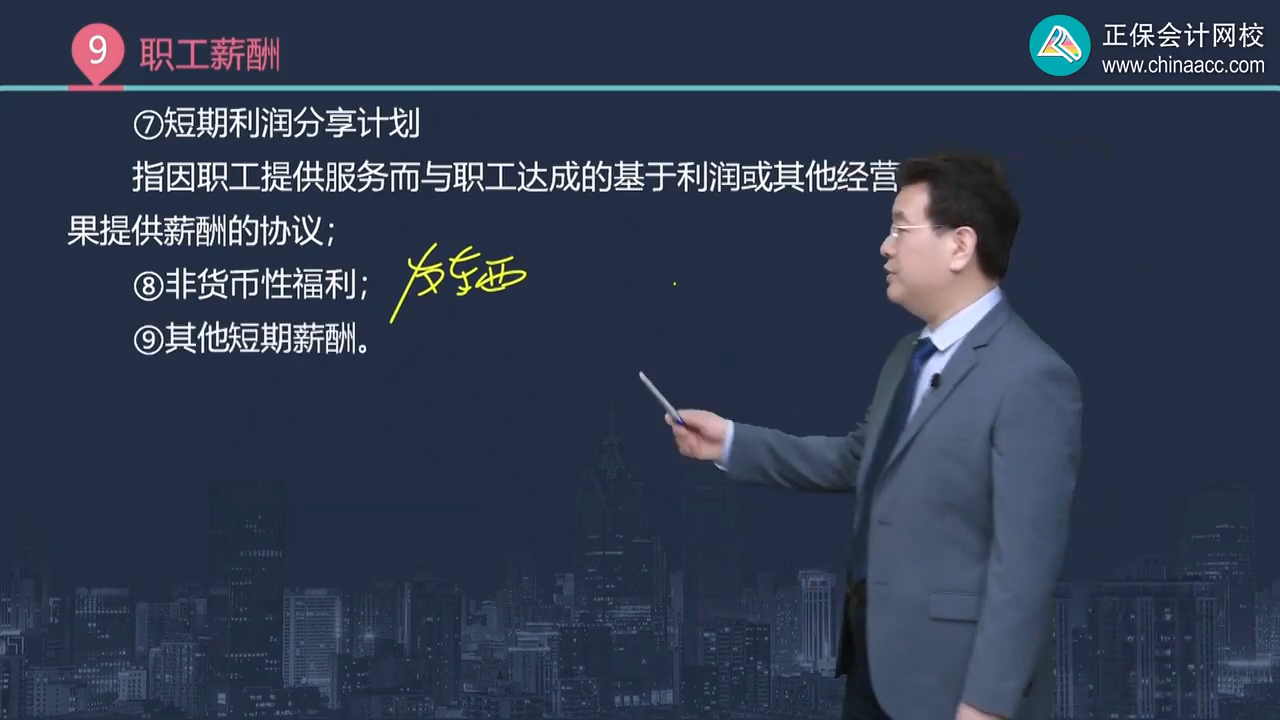 9 职工薪酬
正保会计网校
www.chinaacc.com
⑦短期利润分享计划
指因职工提供服务而与职工达成的基于利润或其他经营
果提供薪酬的协议；
⑧非货币性福利；
发东西
⑨其他短期薪酬。